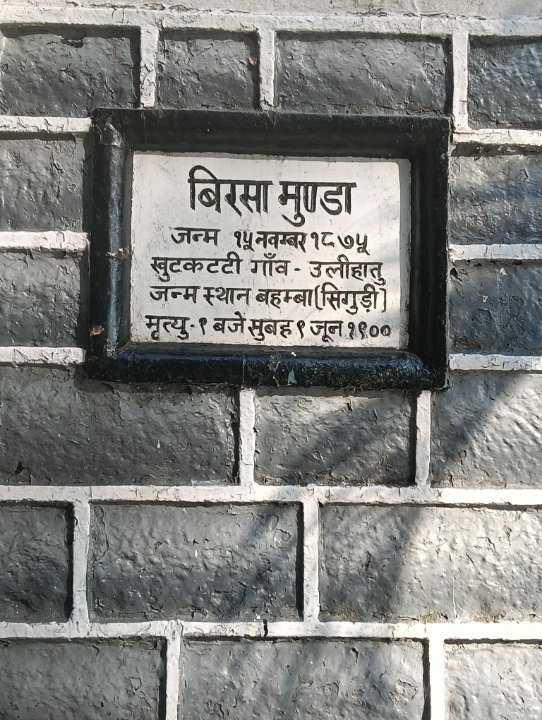 बिरसा मुण्डा
जन्म १५ नवम्बर १८७५
खुटकटटी गाँव - उलीहातु
जन्म स्थान बहम्बा(सिगुड़ी)
मृत्यु - ९ बजे सुबह ९ जून १९००